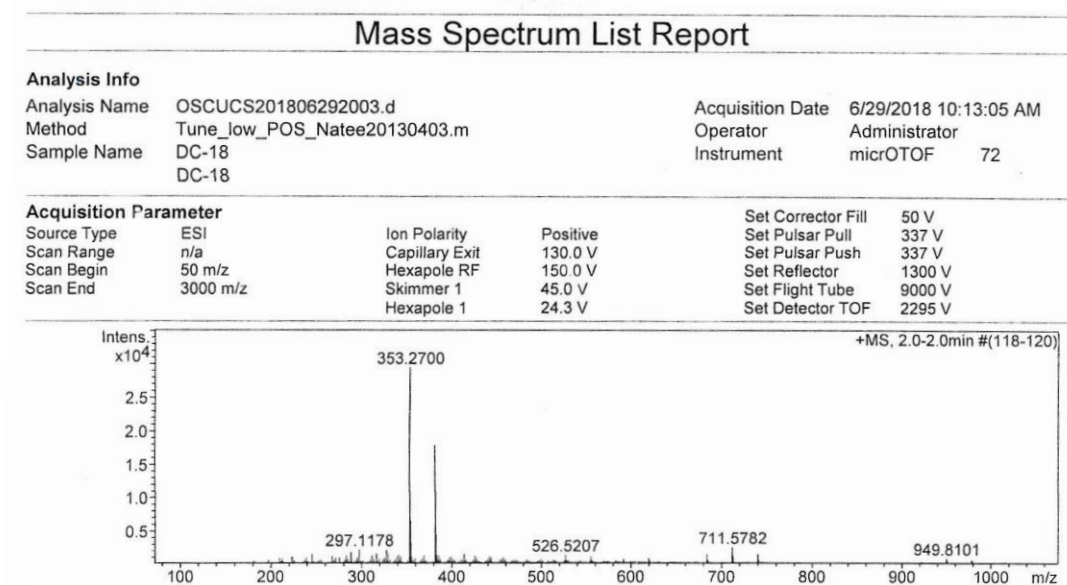 Mass Spectrum List Report
Analysis Info
Analysis Name OSCUCS201806292003.d Acquisition Date 6/29/2018 10:13:05 AM
Method Tune_low_POS_Natee20130403.m Operator Administrator
Sample Name DC-18 Instrument micrOTOF 72
DC-18
Acquisition Parameter Set Corrector Fill 50 V
Source Type ESI Ion Polarity Positive Set Pulsar Pull 337 V
Scan Range n/a Capillary Exit 130.0 V Set Pulsar Push 337 V
Scan Begin 50 m/z Hexapole RF 150.0 V Set Reflector 1300 V
Scan End 3000 m/z Skimmer 1 45.0 V Set Flight Tube 9000 V
Hexapole 1 24.3 V Set Detector TOF 2295 V
Intens. +MS, 2.0-2.0min #(118-120)
x10⁴
353.2700
2.5
2.0
1.5
1.0
0.5 297.1178 526.5207 711.5782 949.8101
100 200 300 400 500 600 700 800 900 1000 m/z